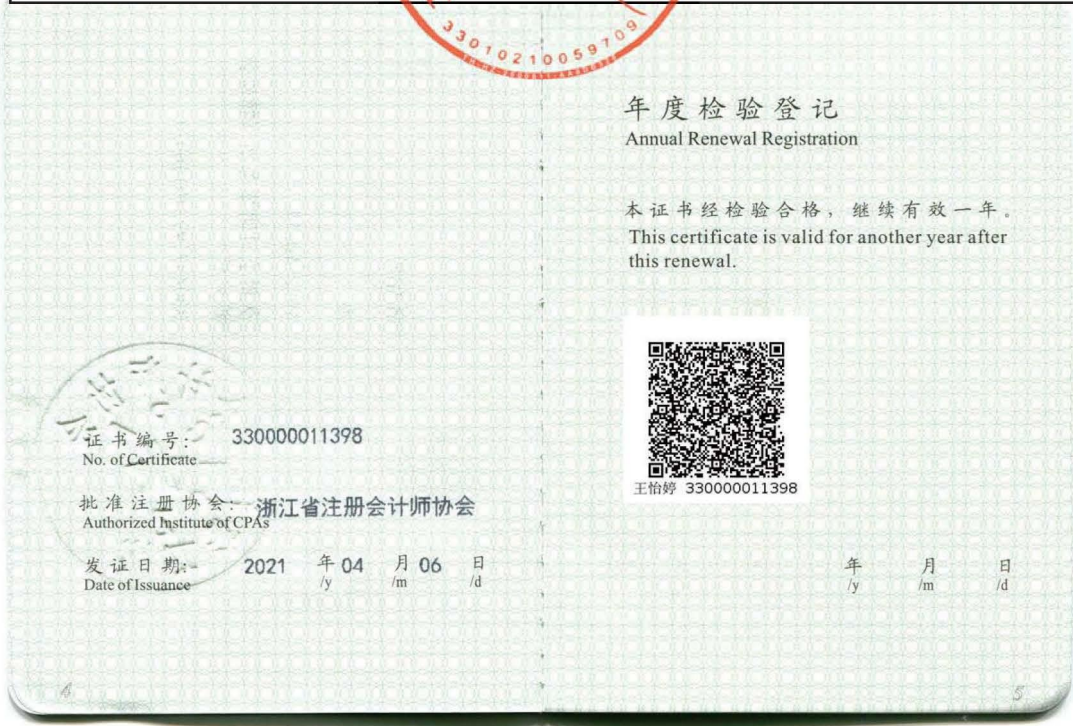 33010210059709
证书编号:
No. of Certificate
330000011398
批准注册协会:
Authorized Institute of CPAs
浙江省注册会计师协会
发证日期:
Date of Issuance
2021 年 04 月 06 日
/y /m /d
4
年度检验登记
Annual Renewal Registration
本证书经检验合格，继续有效一年。
This certificate is valid for another year after
this renewal.
王怡婷 330000011398
年 月 日
/y /m /d
5